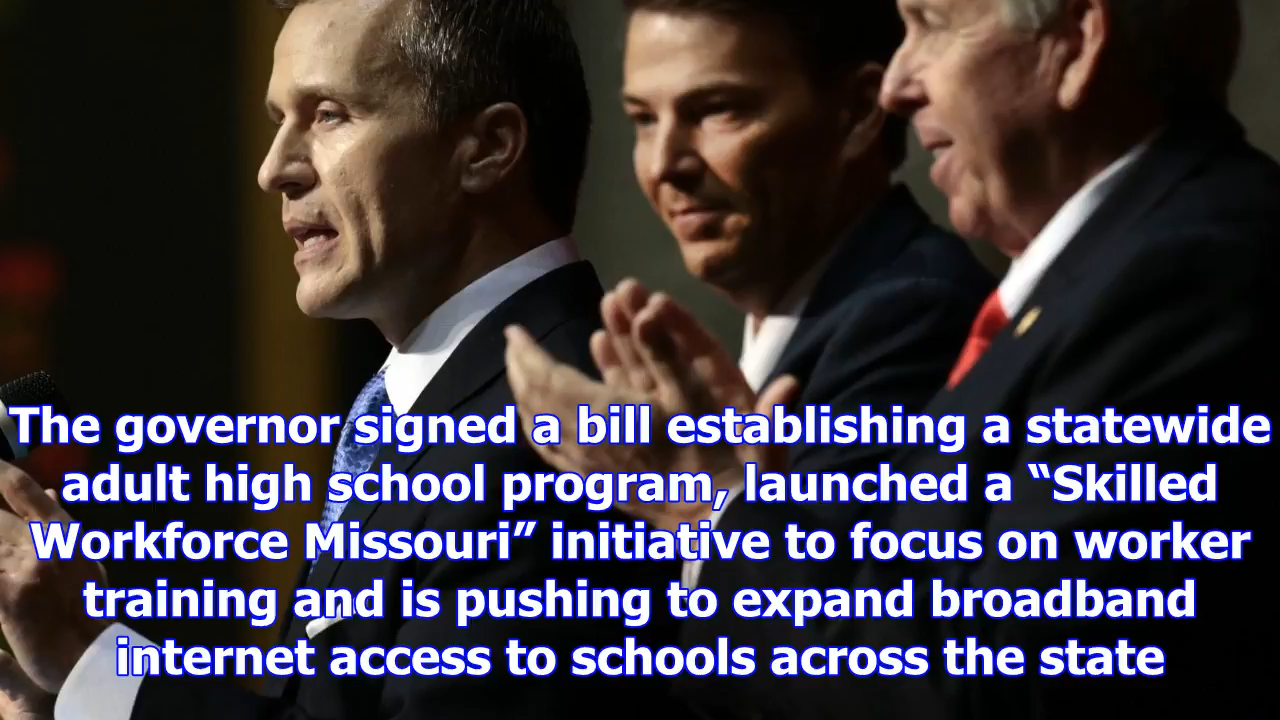 The governor signed a bill establishing a statewide
adult high school program, launched a “Skilled
Workforce Missouri” initiative to focus on worker
training and is pushing to expand broadband
internet access to schools across the state